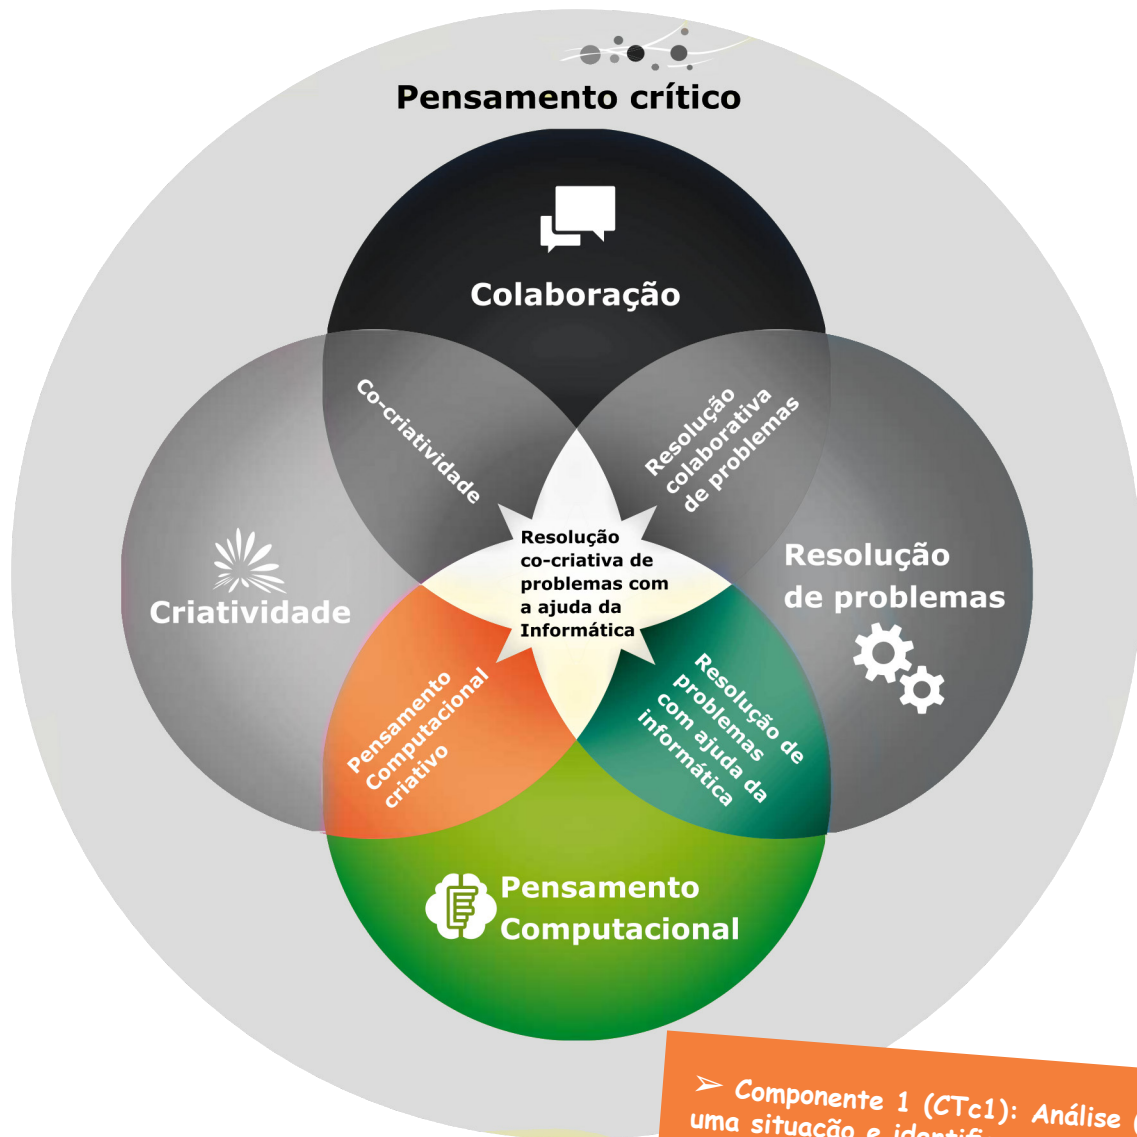 Pensamento crítico
Colaboração
Co-criatividade
Resolução
colaborativa
de problemas
Resolução
co-criativa de
problemas com
a ajuda da
Informática
Criatividade
Resolução
de problemas
Pensamento
Computacional
criativo
Resolução de
problemas
com ajuda da
informática
Pensamento
Computacional
➢ Componente 1 (CTc1): Análise
uma situação e